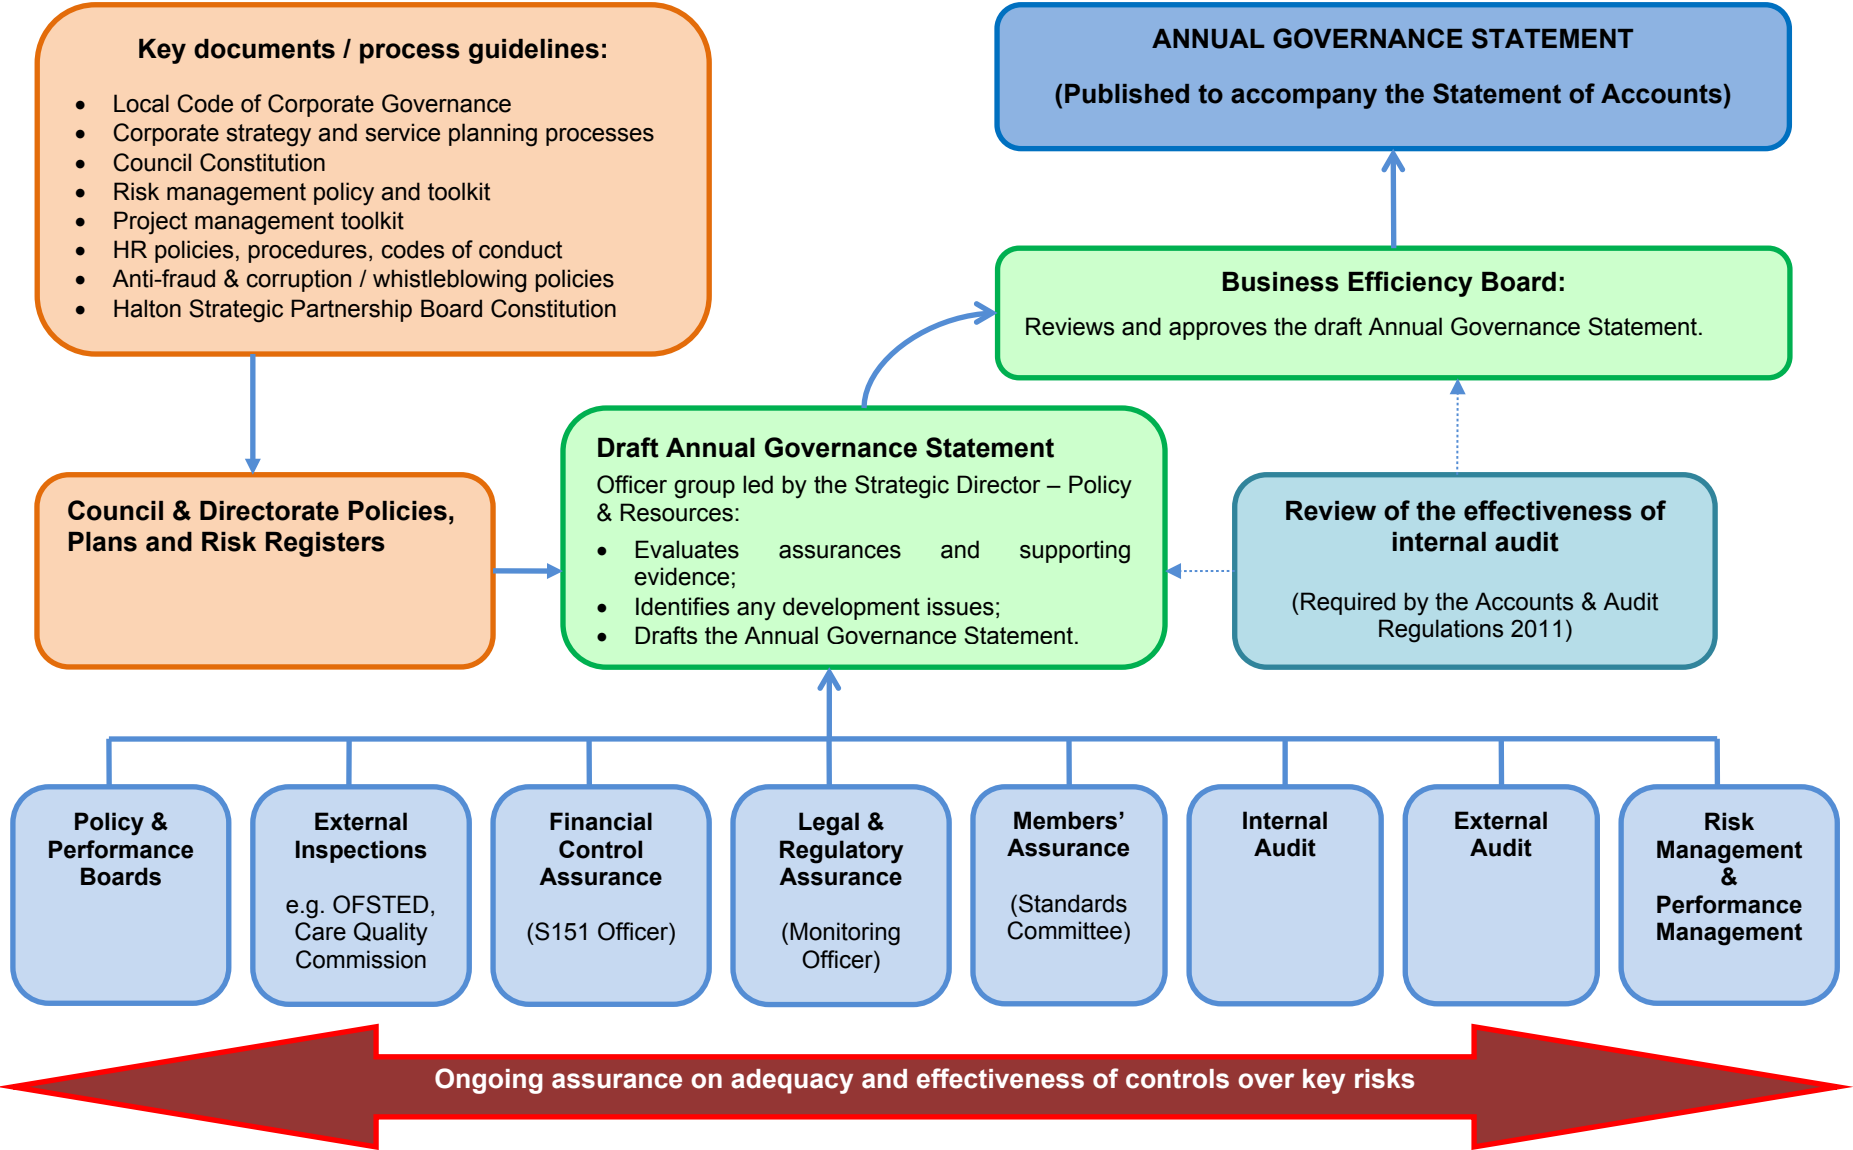 Key documents / process guidelines:
• Local Code of Corporate Governance
• Corporate strategy and service planning processes
• Council Constitution
• Risk management policy and toolkit
• Project management toolkit
• HR policies, procedures, codes of conduct
• Anti-fraud & corruption / whistleblowing policies
• Halton Strategic Partnership Board Constitution
ANNUAL GOVERNANCE STATEMENT
(Published to accompany the Statement of Accounts)
Business Efficiency Board:
Reviews and approves the draft Annual Governance Statement.
Council & Directorate Policies,
Plans and Risk Registers
Draft Annual Governance Statement
Officer group led by the Strategic Director – Policy
& Resources:
• Evaluates assurances and supporting
evidence;
• Identifies any development issues;
• Drafts the Annual Governance Statement.
Review of the effectiveness of
internal audit
(Required by the Accounts & Audit
Regulations 2011)
Policy &
Performance
Boards
External
Inspections
e.g. OFSTED,
Care Quality
Commission
Financial
Control
Assurance
(S151 Officer)
Legal &
Regulatory
Assurance
(Monitoring
Officer)
Members’
Assurance
(Standards
Committee)
Internal
Audit
External
Audit
Risk
Management
&
Performance
Management
Ongoing assurance on adequacy and effectiveness of controls over key risks